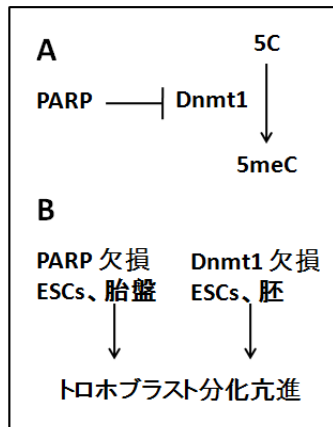 A
5C
PARP
Dnmt1
5meC
B
PARP 欠損
ESCs、胎盤
Dnmt1 欠損
ESCs、胚
トロホブラスト分化亢進